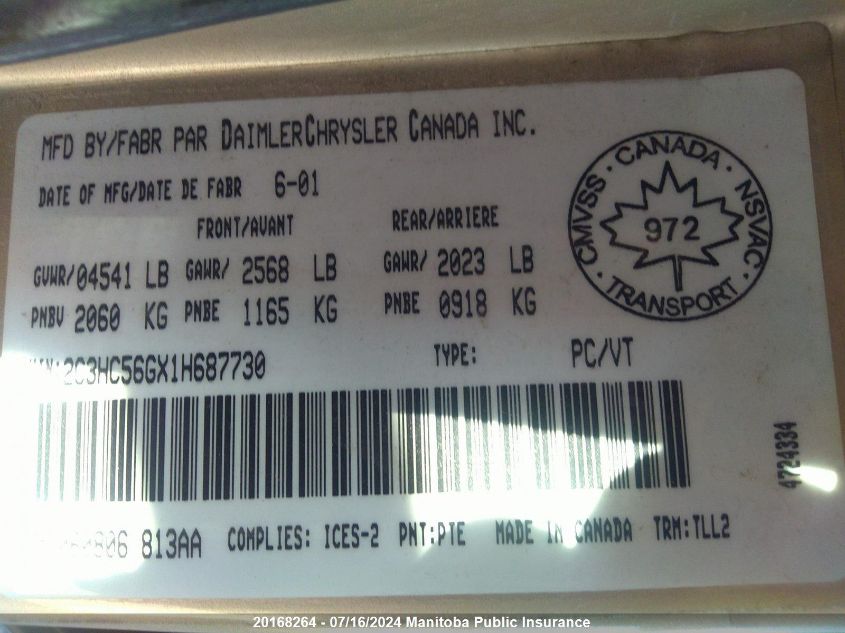 MFD BY/FABR PAR DAIMLERCHRYSLER CANADA INC.
DATE OF MFG/DATE DE FABR 6-01
FRONT/AVANT REAR/ARRIERE
GVWR/04541 LB GAWR/ 2568 LB GAWR/ 2023 LB
PNBV 2060 KG PNBE 1165 KG PNBE 0918 KG
CMVSS · CANADA · NSVAC · TRANSPORT ·
972
VIN:2C3HC56GX1H687730 TYPE: PC/VT
4724334
813AA COMPLIES: ICES-2 PNT:PTE MADE IN CANADA TRM:TLL2
20168264 - 07/16/2024 Manitoba Public Insurance